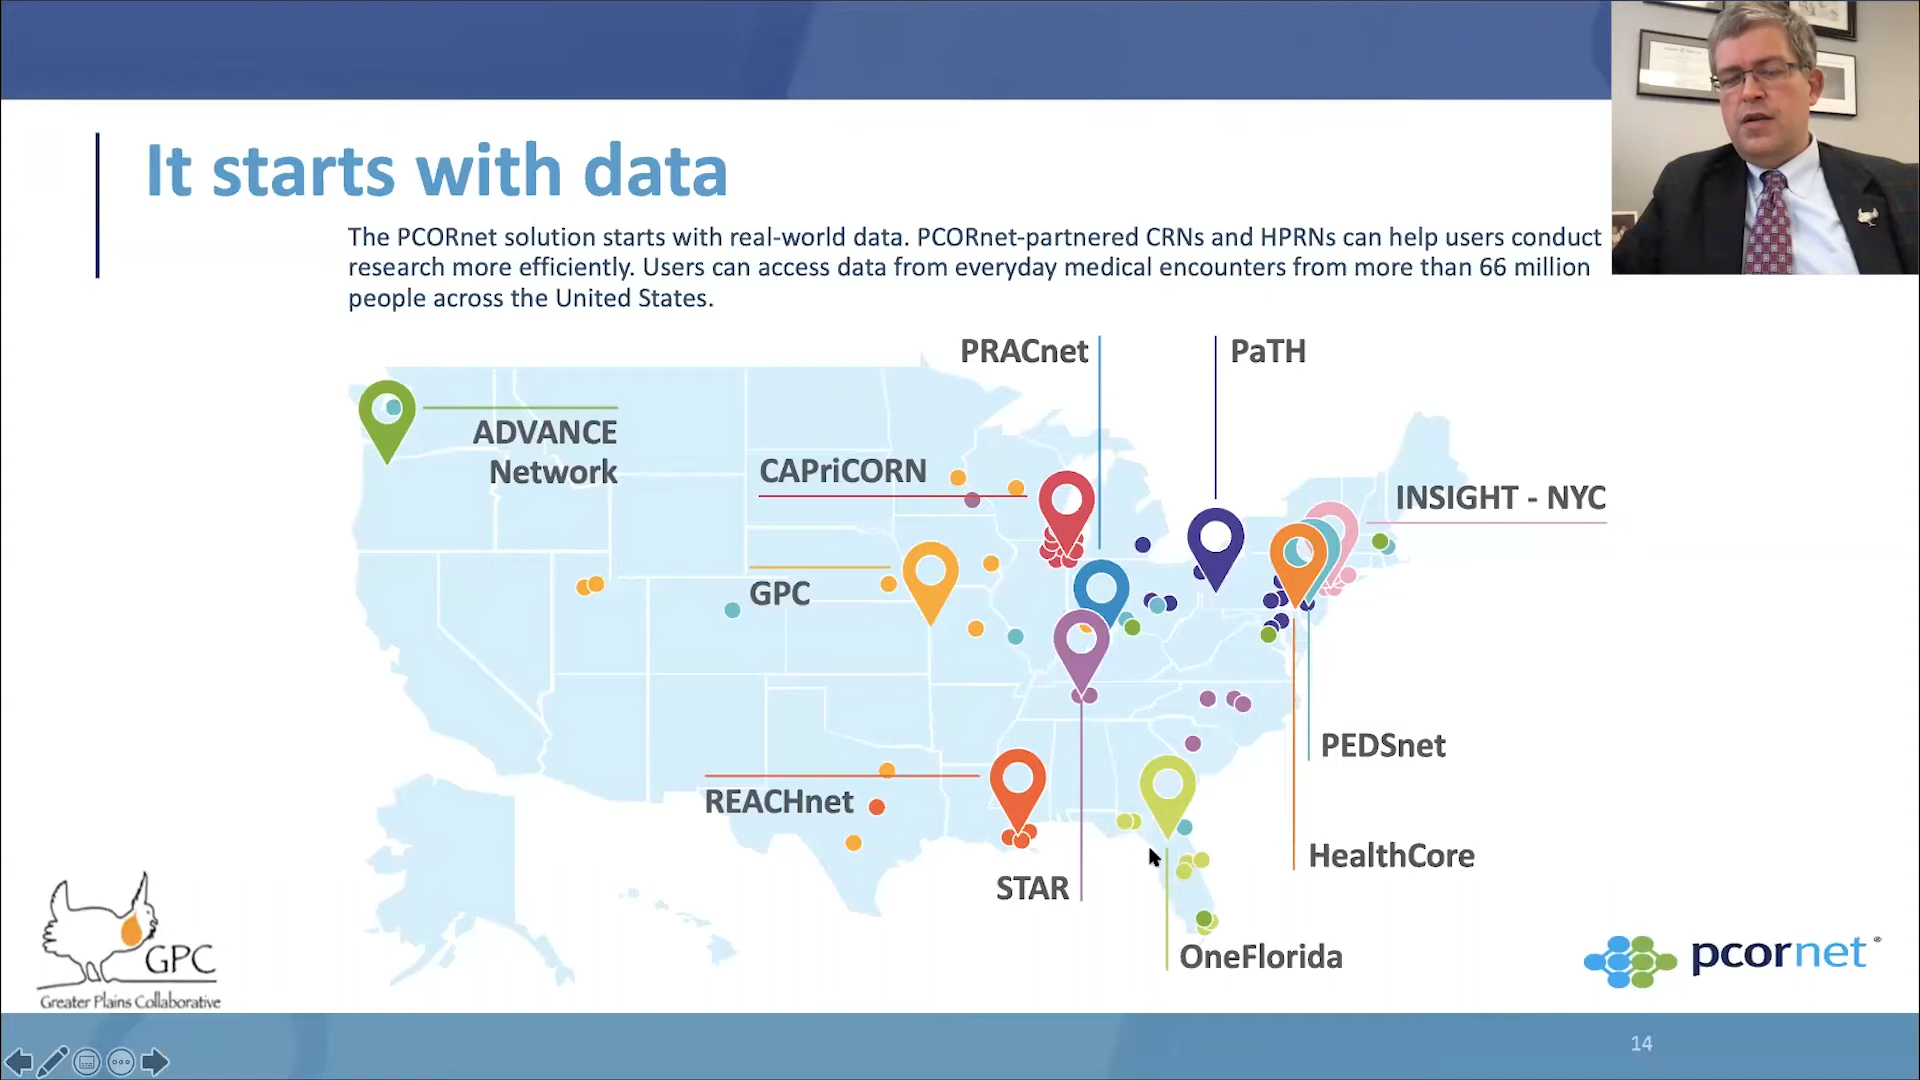 It starts with data
The PCORnet solution starts with real-world data. PCORnet-partnered CRNs and HPRNs can help users conduct
research more efficiently. Users can access data from everyday medical encounters from more than 66 million
people across the United States.
PRACnet
PaTH
ADVANCE
Network
CAPriCORN
INSIGHT - NYC
GPC
PEDSnet
REACHnet
HealthCore
STAR
OneFlorida
GPC
Greater Plains Collaborative
pcornet®
14